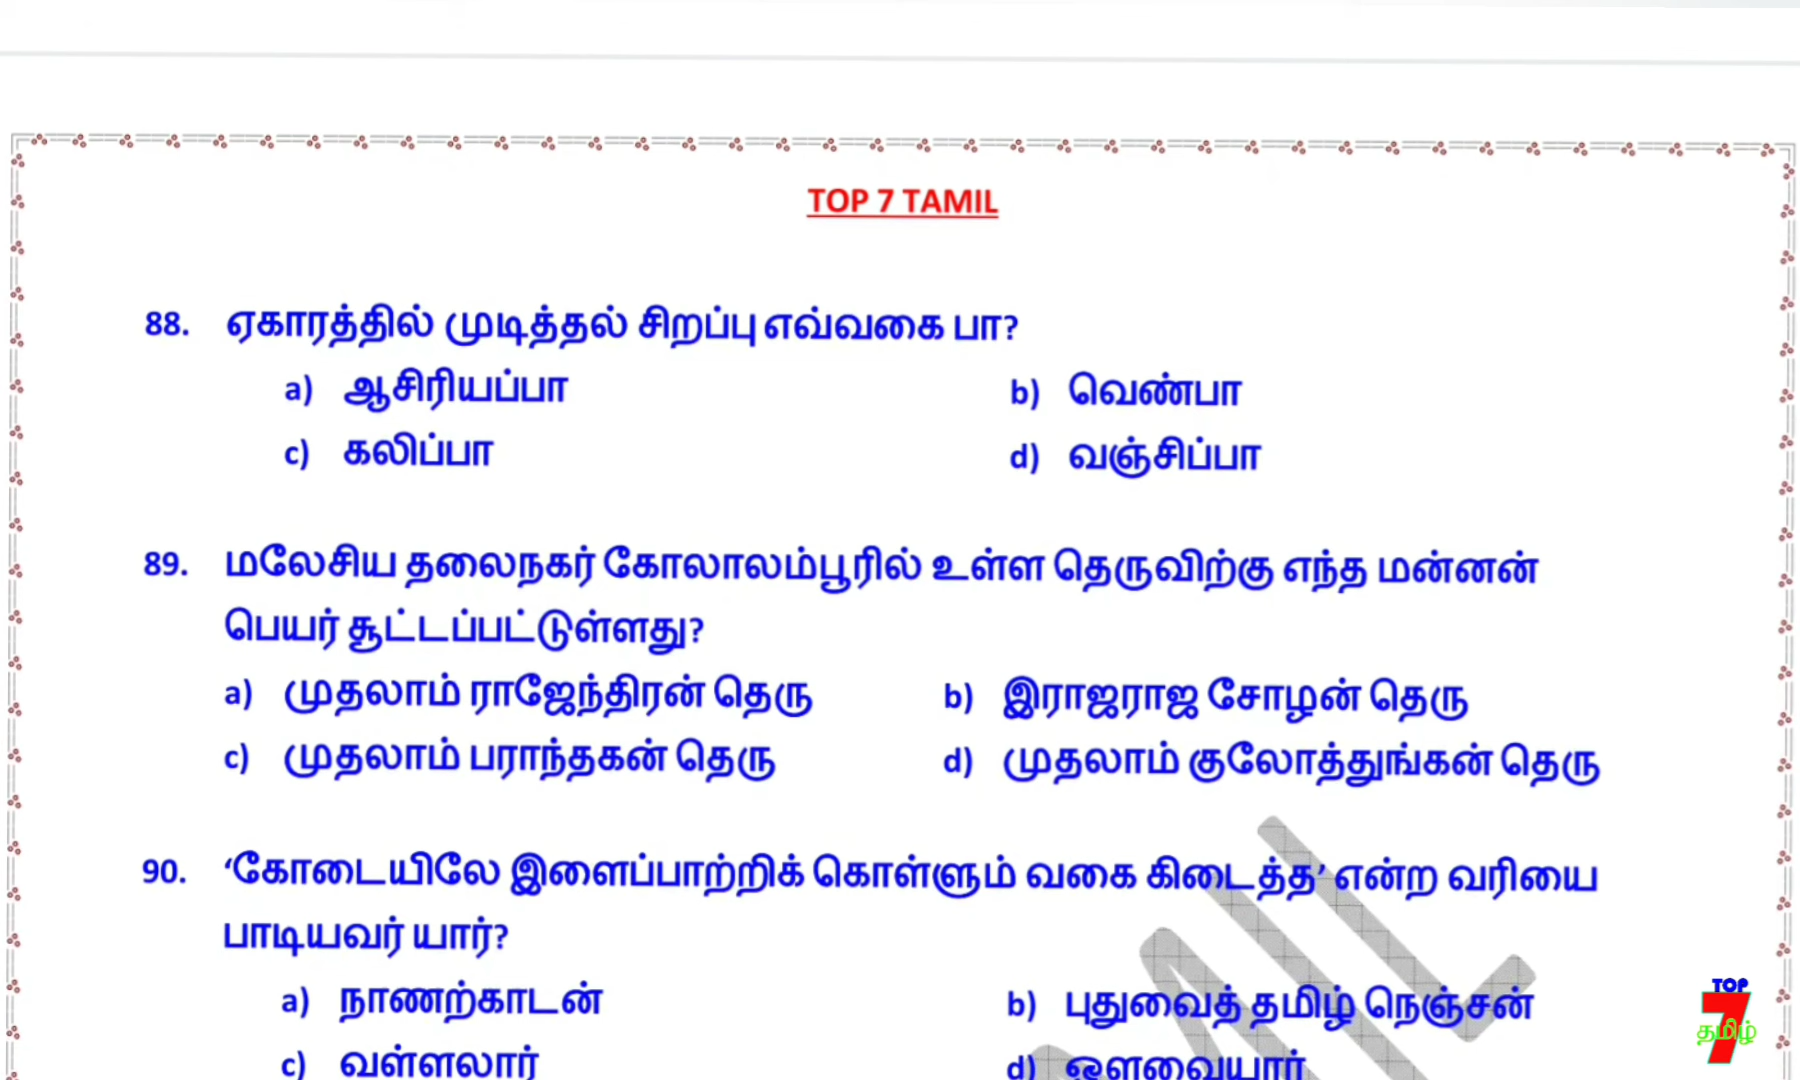 TOP 7 TAMIL
88. ஏகாரத்தில் முடித்தல் சிறப்பு எவ்வகை பா?
a) ஆசிரியப்பா b) வெண்பா
c) கலிப்பா d) வஞ்சிப்பா
89. மலேசிய தலைநகர் கோலாலம்பூரில் உள்ள தெருவிற்கு எந்த மன்னன்
பெயர் சூட்டப்பட்டுள்ளது?
a) முதலாம் ராஜேந்திரன் தெரு b) இராஜராஜ சோழன் தெரு
c) முதலாம் பராந்தகன் தெரு d) முதலாம் குலோத்துங்கன் தெரு
90. ‘கோடையிலே இளைப்பாற்றிக் கொள்ளும் வகை கிடைத்த’ என்ற வரியை
பாடியவர் யார்?
a) நாணற்காடன் b) புதுவைத் தமிழ் நெஞ்சன்
c) வள்ளலார் d) ஔவையார்
TOP
7
தமிழ்